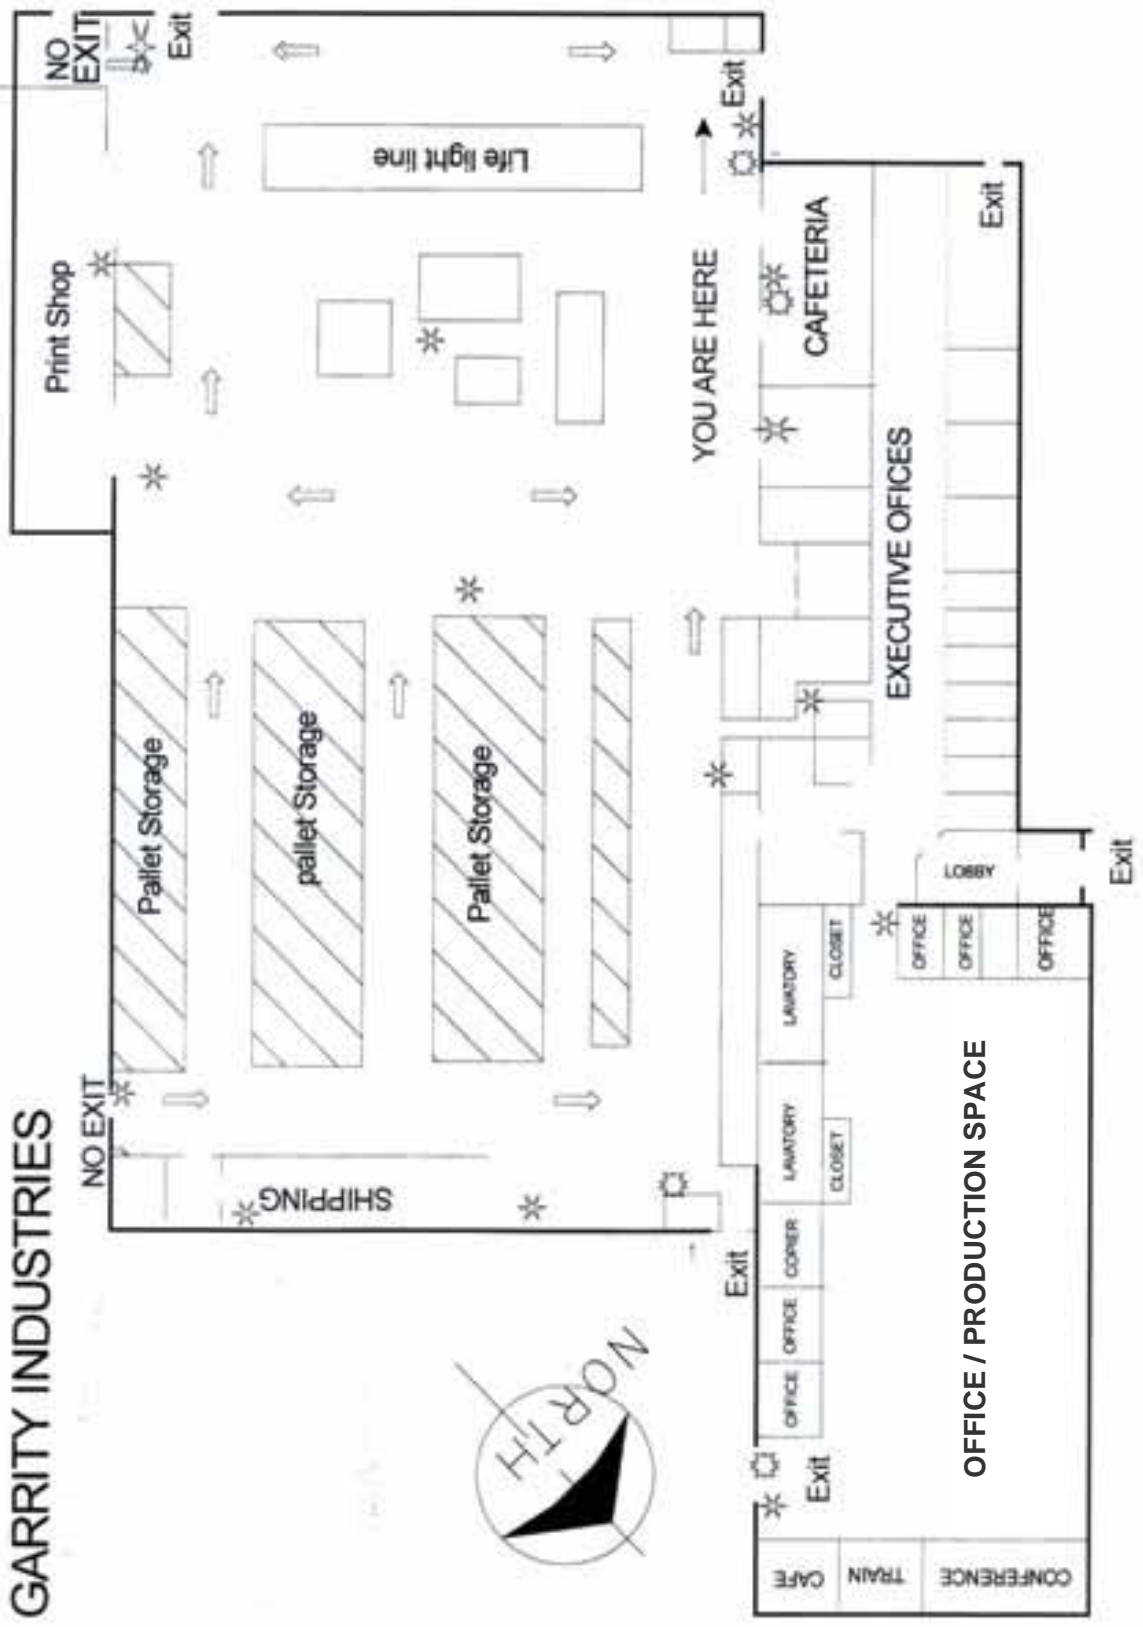 GARRITY INDUSTRIES
NO EXIT
NO
EXIT
Exit
Print Shop
Pallet Storage
pallet Storage
Pallet Storage
Life light line
SHIPPING
YOU ARE HERE
Exit
CAFETERIA
EXECUTIVE OFICES
Exit
LOBBY
Exit
Exit
NORTH
OFFICE
OFFICE
COPIER
LAVATORY
LAVATORY
CLOSET
CLOSET
OFFICE
OFFICE
OFFICE
Exit
OFFICE / PRODUCTION SPACE
CAFE
TRAIN
CONFERENCE